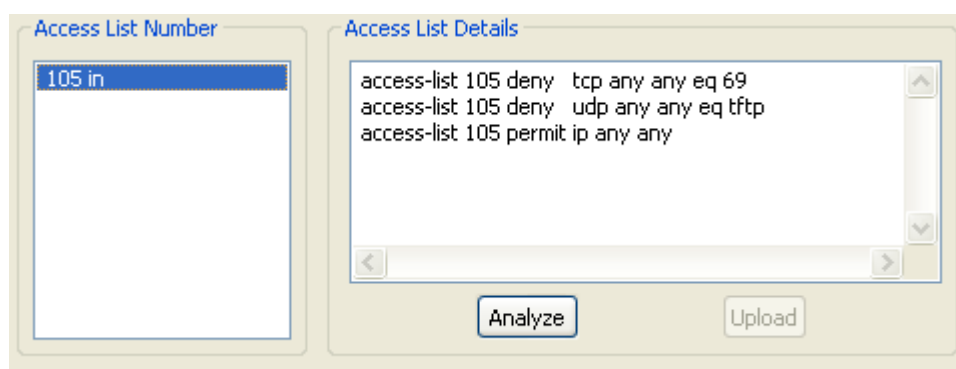 Access List Number
105 in
Access List Details
access-list 105 deny   tcp any any eq 69
access-list 105 deny   udp any any eq tftp
access-list 105 permit ip any any
Analyze
Upload